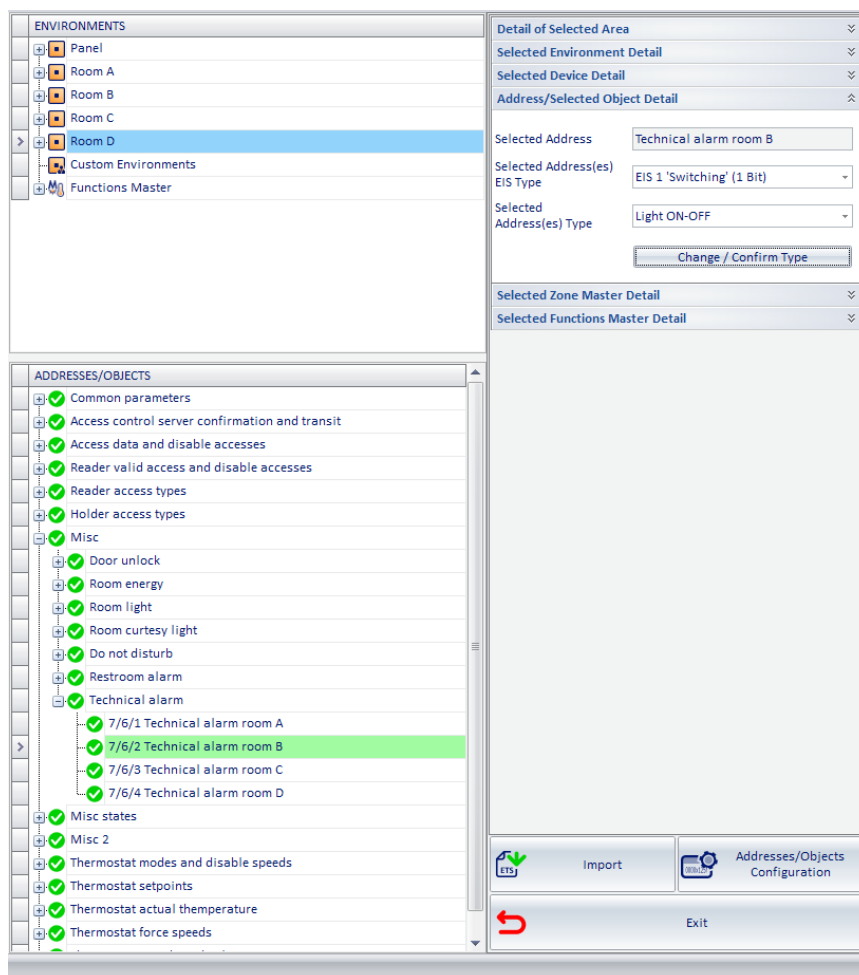 ENVIRONMENTS
Panel
Room A
Room B
Room C
Room D
Custom Environments
Functions Master
ADDRESSES/OBJECTS
Common parameters
Access control server confirmation and transit
Access data and disable accesses
Reader valid access and disable accesses
Reader access types
Holder access types
Misc
Door unlock
Room energy
Room light
Room curtesy light
Do not disturb
Restroom alarm
Technical alarm
7/6/1 Technical alarm room A
7/6/2 Technical alarm room B
7/6/3 Technical alarm room C
7/6/4 Technical alarm room D
Misc states
Misc 2
Thermostat modes and disable speeds
Thermostat setpoints
Thermostat actual themperature
Thermostat force speeds
Detail of Selected Area
Selected Environment Detail
Selected Device Detail
Address/Selected Object Detail
Selected Address
Technical alarm room B
Selected Address(es)
EIS Type
EIS 1 'Switching' (1 Bit)
Selected
Address(es) Type
Light ON-OFF
Change / Confirm Type
Selected Zone Master Detail
Selected Functions Master Detail
ETS
Import
Addresses/Objects
Configuration
Exit